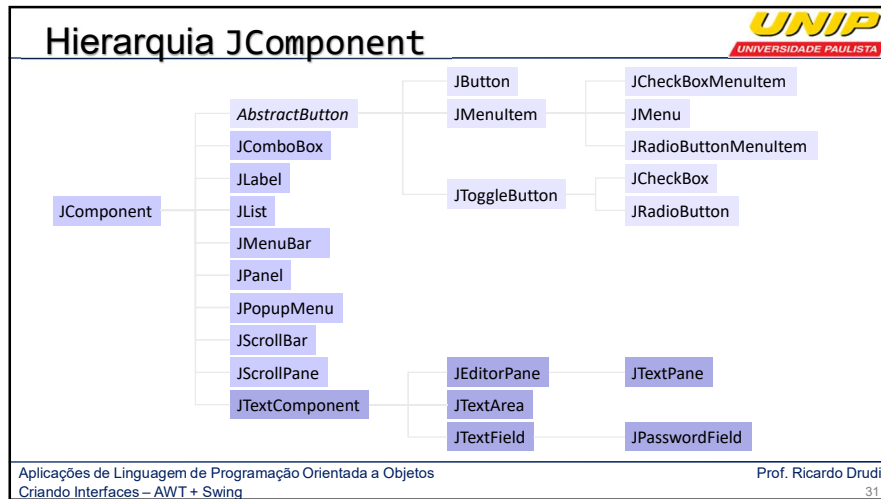 Hierarquia JComponent
UNIP
UNIVERSIDADE PAULISTA
JComponent
AbstractButton
JComboBox
JLabel
JList
JMenuBar
JPanel
JPopupMenu
JScrollBar
JScrollPane
JTextComponent
JButton
JMenuItem
JToggleButton
JCheckBoxMenuItem
JMenu
JRadioButtonMenuItem
JCheckBox
JRadioButton
JEditorPane
JTextArea
JTextField
JTextPane
JPasswordField
Aplicações de Linguagem de Programação Orientada a Objetos
Criando Interfaces – AWT + Swing
Prof. Ricardo Drudi
31